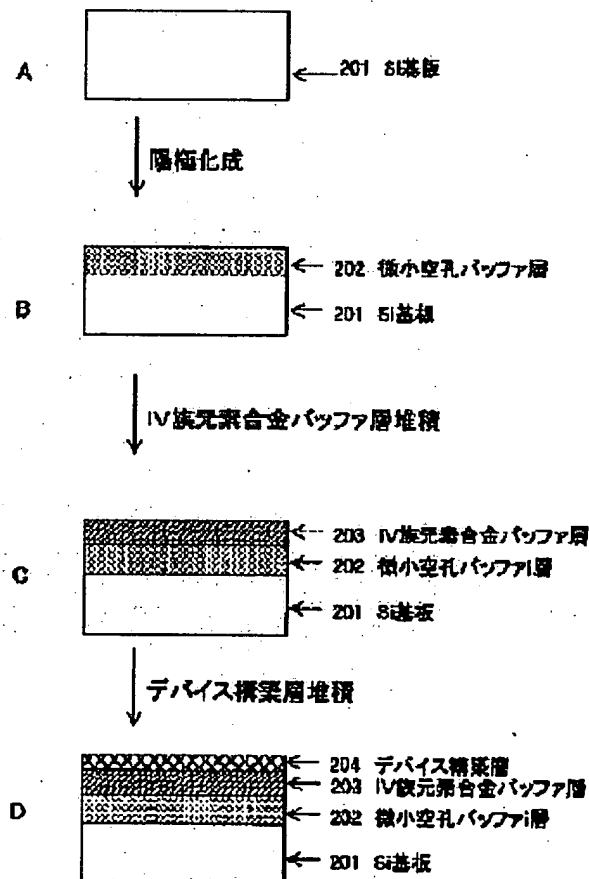 A
201 Si基板
陽極化成
202 微小空孔バッファ層
B
201 Si基板
IV族元素合金バッファ層堆積
203 IV族元素合金バッファ層
C
202 微小空孔バッファ層
201 Si基板
デバイス構築層堆積
204 デバイス構築層
203 IV族元素合金バッファ層
D
202 微小空孔バッファ層
201 Si基板